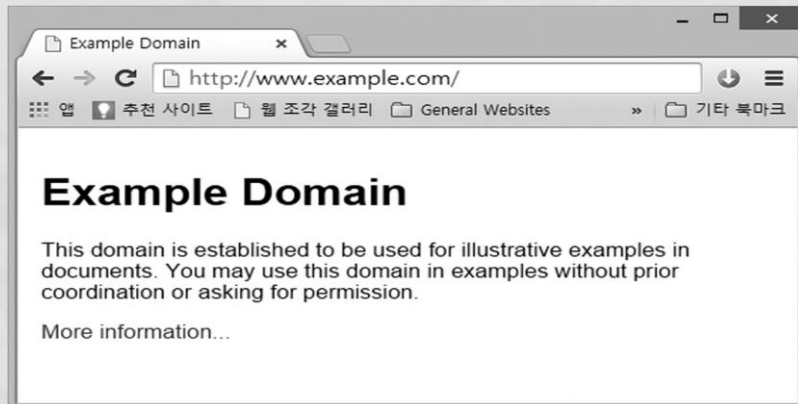 Example Domain
http://www.example.com/
앱 추천 사이트 웹 조각 갤러리 General Websites » 기타 북마크
Example Domain
This domain is established to be used for illustrative examples in
documents. You may use this domain in examples without prior
coordination or asking for permission.
More information...